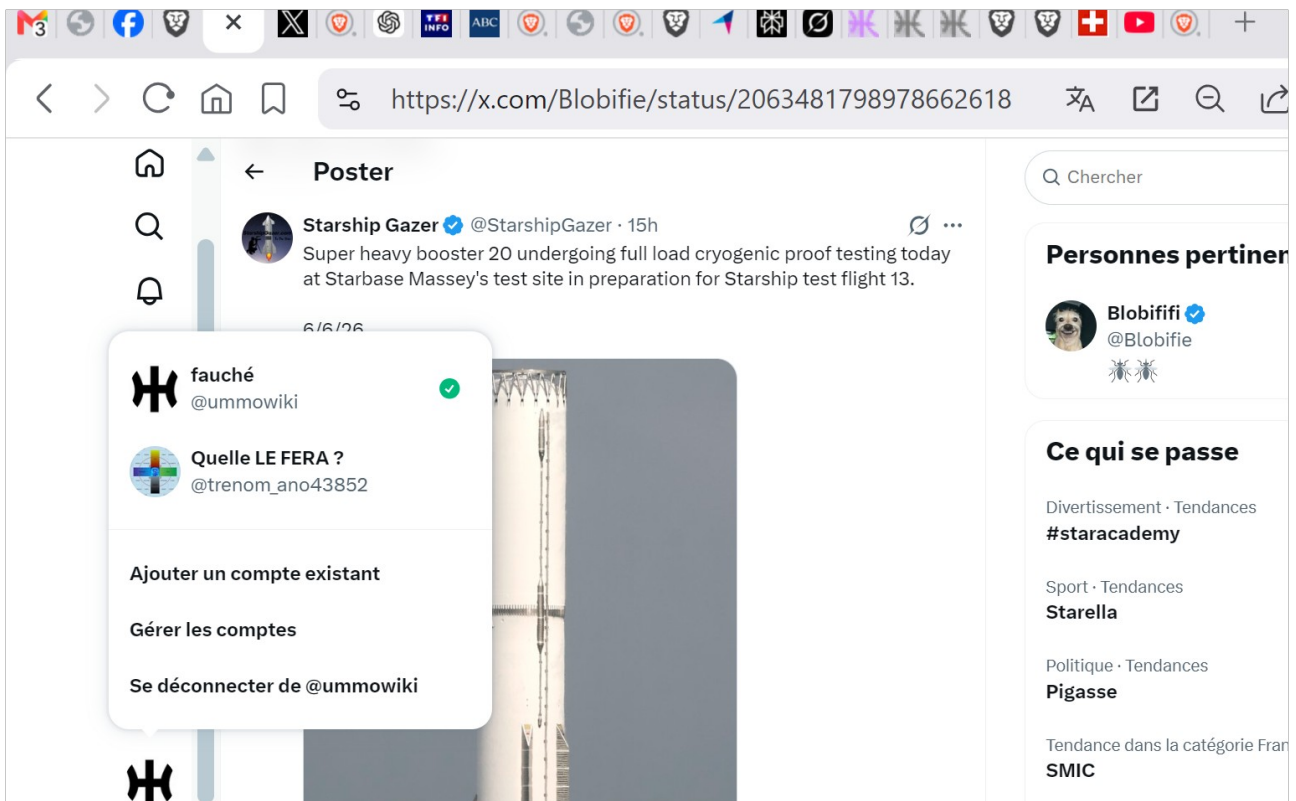 3
TF1
INFO
ABC
https://x.com/Blobifie/status/2063481798978662618
Poster
Starship Gazer @StarshipGazer · 15h
Super heavy booster 20 undergoing full load cryogenic proof testing today
at Starbase Massey's test site in preparation for Starship test flight 13.
6/6/26
fauché
@ummowiki
Quelle LE FERA ?
@trenom_ano43852
Ajouter un compte existant
Gérer les comptes
Se déconnecter de @ummowiki
Chercher
Personnes pertinen
Blobififi
@Blobifie
🪰🪰
Ce qui se passe
Divertissement · Tendances
#staracademy
Sport · Tendances
Starella
Politique · Tendances
Pigasse
Tendance dans la catégorie Fran
SMIC